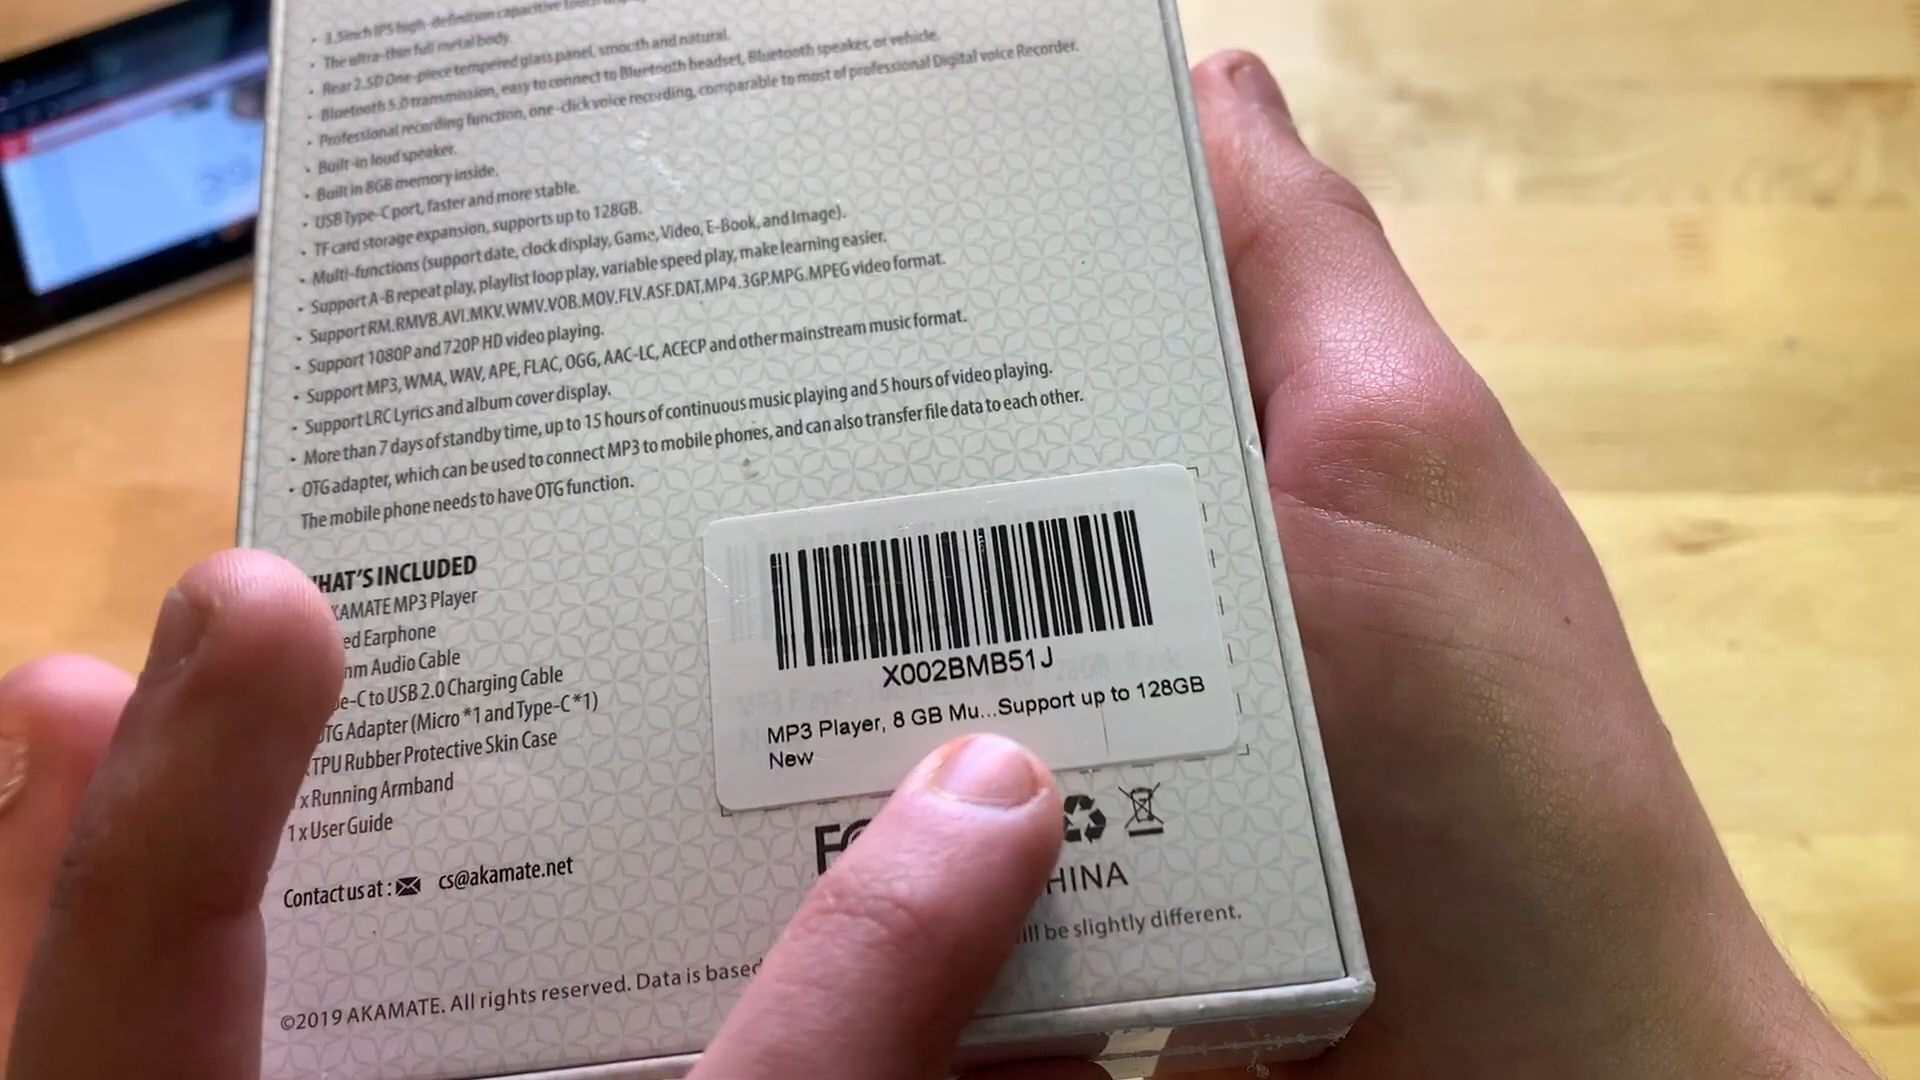 · 3.5inch IPS high-definition capacitive touch
· The ultra-thin full metal body.
· Rear 2.5D One-piece tempered glass panel, smooth and natural.
· Bluetooth 5.0 transmission, easy to connect to Bluetooth headset, Bluetooth speaker, or vehicle.
· Professional recording function, one-click voice recording, comparable to most of professional Digital voice Recorder.
· Built-in loud speaker.
· Built in 8GB memory inside.
· USB Type-C port, faster and more stable.
· TF card storage expansion, supports up to 128GB.
· Multi-functions (support date, clock display, Game, Video, E-Book, and Image).
· Support A-B repeat play, playlist loop play, variable speed play, make learning easier.
· Support RM.RMVB.AVI.MKV.WMV.VOB.MOV.FLV.ASF.DAT,MP4.3GP.MPG.MPEG video format.
· Support 1080P and 720P HD video playing.
· Support MP3, WMA, WAV, APE, FLAC, OGG, AAC-LC, ACECP and other mainstream music format.
· Support LRC Lyrics and album cover display.
· More than 7 days of standby time, up to 15 hours of continuous music playing and 5 hours of video playing.
· OTG adapter, which can be used to connect MP3 to mobile phones, and can also transfer file data to each other.
The mobile phone needs to have OTG function.
HAT'S INCLUDED
KAMATE MP3 Player
ed Earphone
mm Audio Cable
e-C to USB 2.0 Charging Cable
TG Adapter (Micro *1 and Type-C *1)
TPU Rubber Protective Skin Case
x Running Armband
1 x User Guide
X002BMB51J
MP3 Player, 8 GB Mu...Support up to 128GB
New
FC
HINA
Contact us at : cs@akamate.net
ill be slightly different.
©2019 AKAMATE. All rights reserved. Data is based